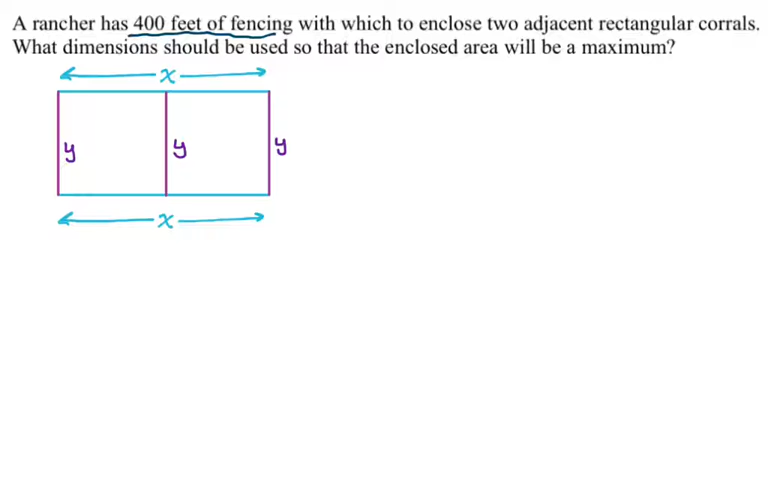 A rancher has 400 feet of fencing with which to enclose two adjacent rectangular corrals.
What dimensions should be used so that the enclosed area will be a maximum?
x
y y y
x